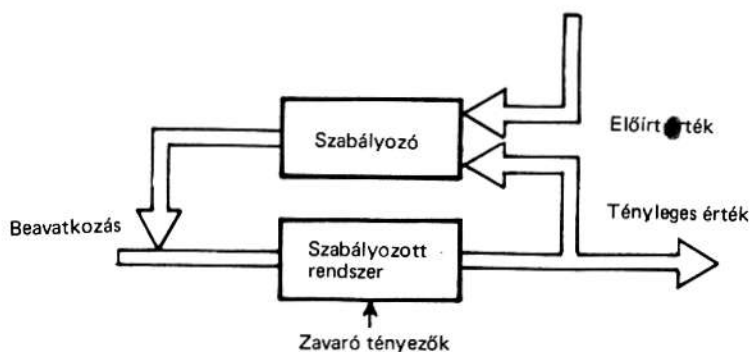 Szabályozó
Előírt
Tényleges érték
Beavatkozás
Szabályozott
rendszer
Zavaró tényezők